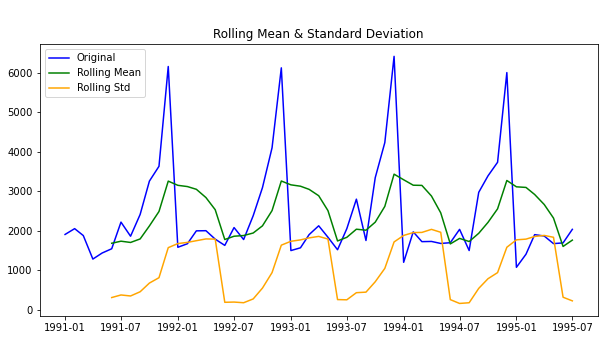 Rolling Mean & Standard Deviation
Original
Rolling Mean
Rolling Std
6000
5000
4000
3000
2000
1000
0
1991-01 1991-07 1992-01 1992-07 1993-01 1993-07 1994-01 1994-07 1995-01 1995-07